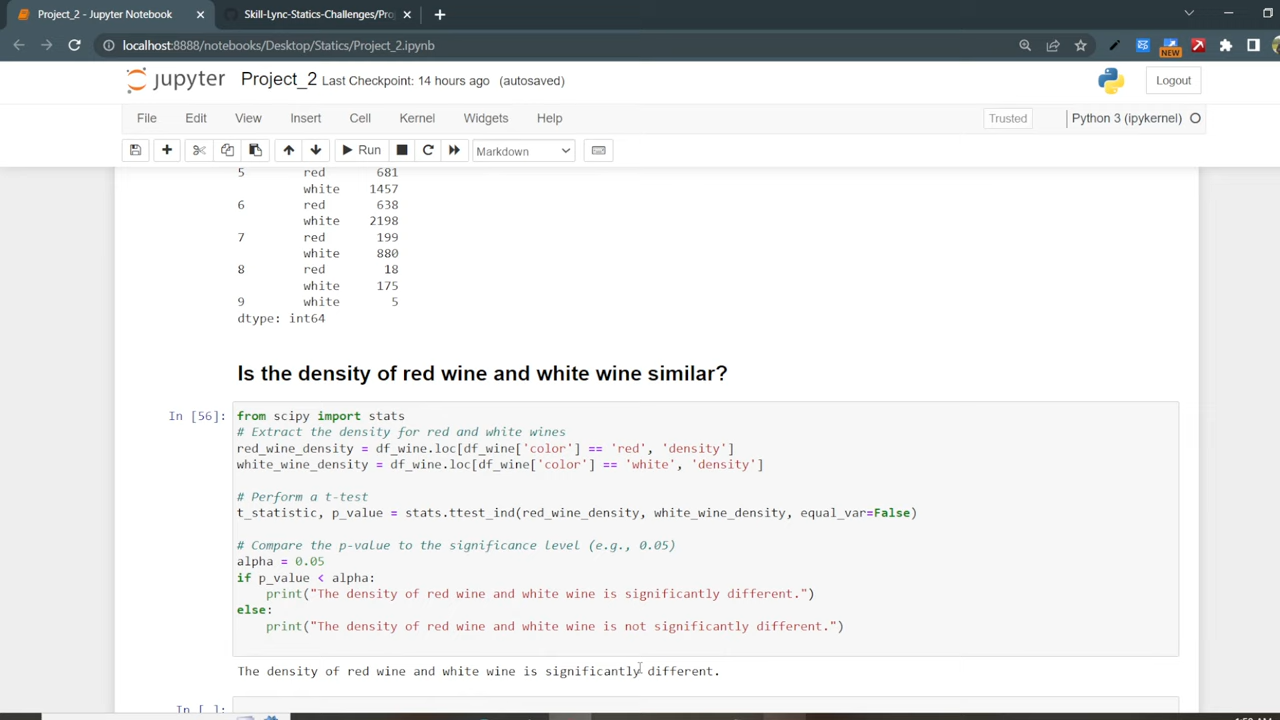 Project_2 - Jupyter Notebook
Skill-Lync-Statics-Challenges/Pro
localhost:8888/notebooks/Desktop/Statics/Project_2.ipynb
NEW
jupyter Project_2 Last Checkpoint: 14 hours ago (autosaved)
Logout
File Edit View Insert Cell Kernel Widgets Help
Trusted
Python 3 (ipykernel)
Run
Markdown
5 red 681
white 1457
6 red 638
white 2198
7 red 199
white 880
8 red 18
white 175
9 white 5
dtype: int64
Is the density of red wine and white wine similar?
In [56]: from scipy import stats
# Extract the density for red and white wines
red_wine_density = df_wine.loc[df_wine['color'] == 'red', 'density']
white_wine_density = df_wine.loc[df_wine['color'] == 'white', 'density']
# Perform a t-test
t_statistic, p_value = stats.ttest_ind(red_wine_density, white_wine_density, equal_var=False)
# Compare the p-value to the significance level (e.g., 0.05)
alpha = 0.05
if p_value < alpha:
print("The density of red wine and white wine is significantly different.")
else:
print("The density of red wine and white wine is not significantly different.")
The density of red wine and white wine is significantly different.
In [ ]: